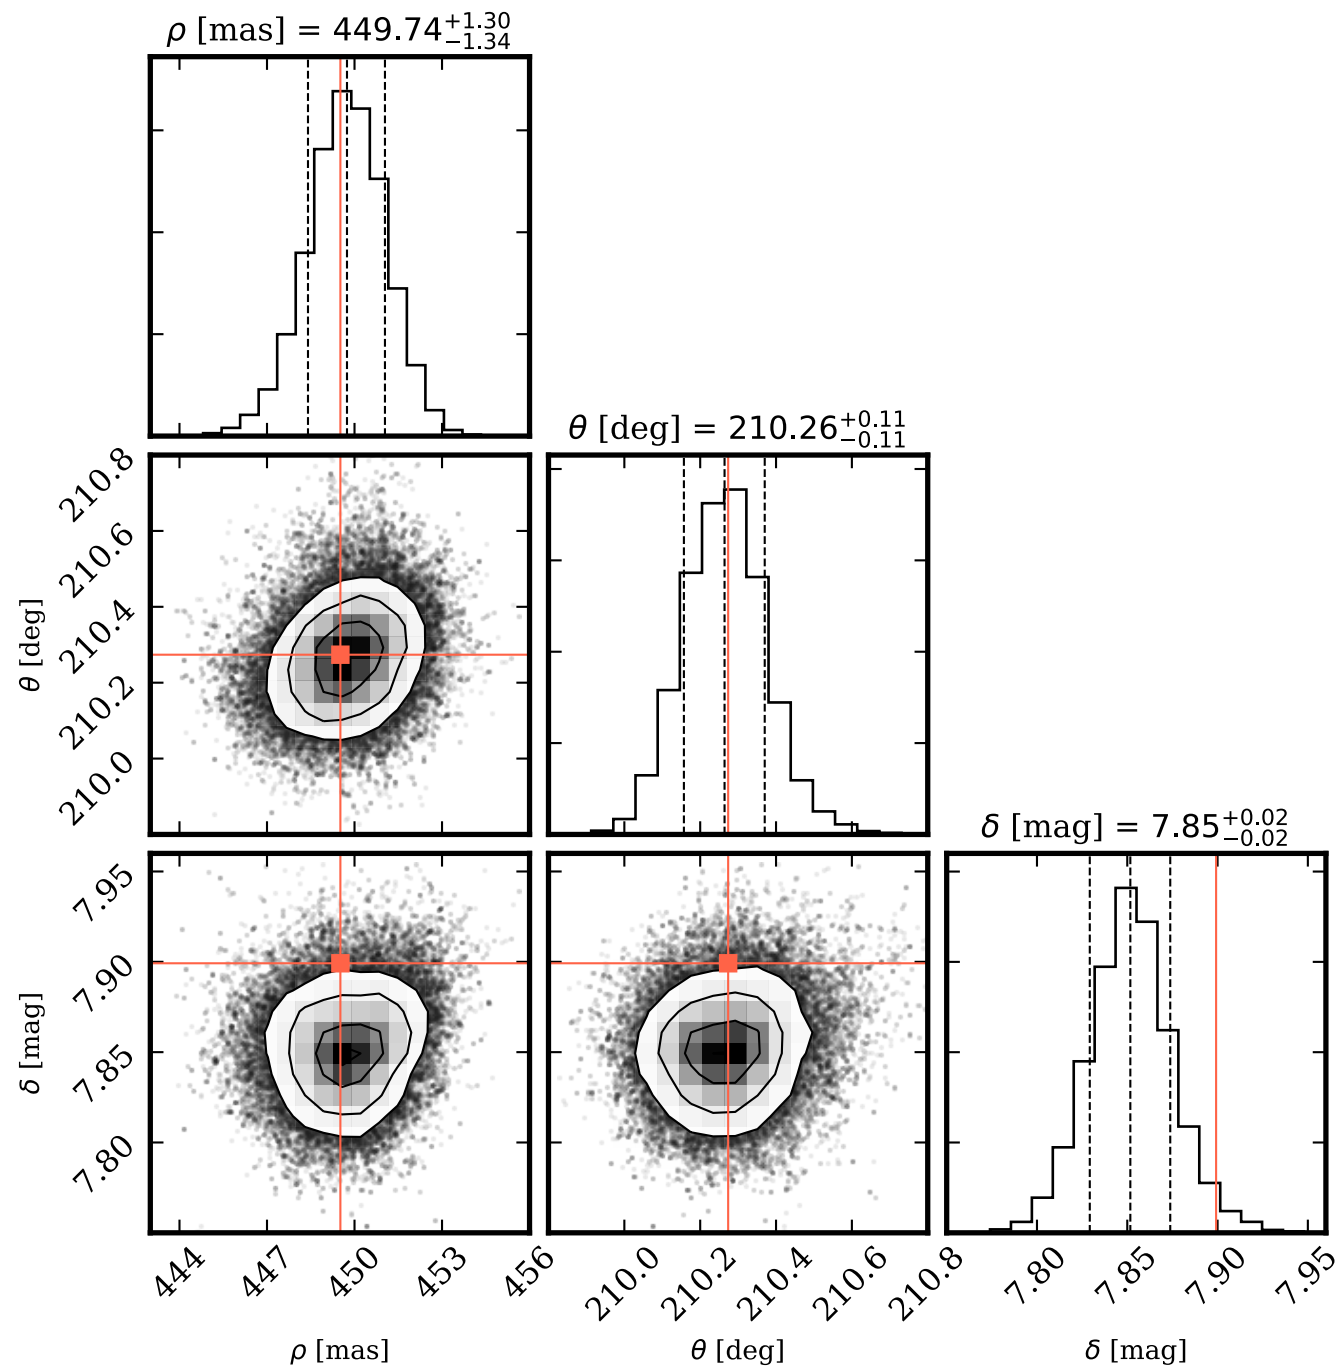 ρ [mas] = 449.74 +1.30 −1.34
θ [deg] = 210.26 +0.11 −0.11
210.8
210.6
210.4
210.2
210.0
θ [deg]
δ [mag] = 7.85 +0.02 −0.02
7.95
7.90
7.85
7.80
δ [mag]
444 447 450 453 456
210.0 210.2 210.4 210.6 210.8
7.80 7.85 7.90 7.95
ρ [mas] θ [deg] δ [mag]